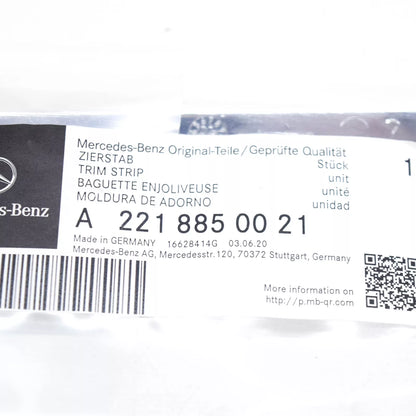 Mercedes-Benz Original-Teile/Geprüfte Qualität
ZIERSTAB Stück 1
TRIM STRIP unit
BAGUETTE ENJOLIVEUSE unité
MOLDURA DE ADORNO unidad
s-Benz
A 221 885 00 21
Made in GERMANY 16628414G 03.06.20
Mercedes-Benz AG, Mercedesstr.120, 70372 Stuttgart, Germany
More information on
http://p.mb-qr.com/